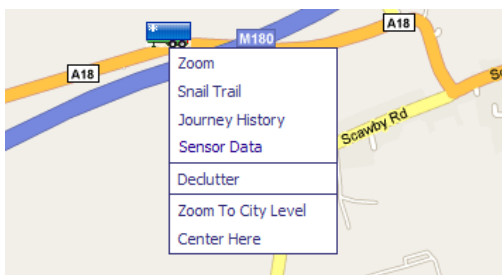 A18
M180
A18
Zoom
Snail Trail
Journey History
Sensor Data
Declutter
Zoom To City Level
Center Here
Scawby Rd